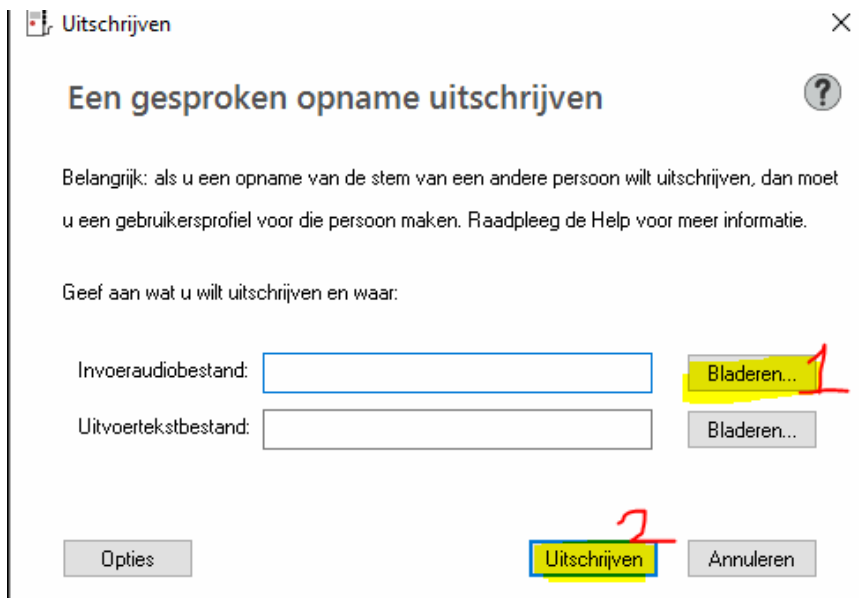 Uitschrijven
Een gesproken opname uitschrijven
?
Belangrijk: als u een opname van de stem van een andere persoon wilt uitschrijven, dan moet
u een gebruikersprofiel voor die persoon maken. Raadpleeg de Help voor meer informatie.
Geef aan wat u wilt uitschrijven en waar:
Invoeraudiobestand:
Bladeren... 1
Uitvoertekstbestand:
Bladeren...
2
Opties
Uitschrijven
Annuleren